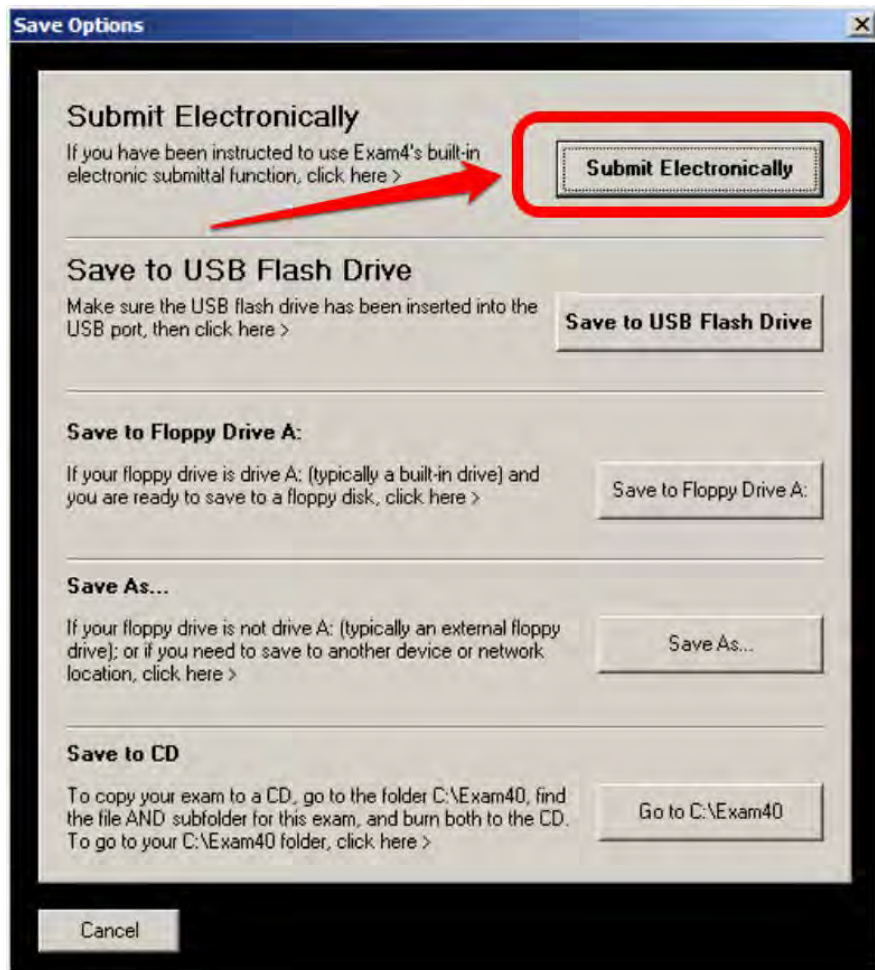 Save Options
Submit Electronically
If you have been instructed to use Exam4's built-in
electronic submittal function, click here >
Submit Electronically
Save to USB Flash Drive
Make sure the USB flash drive has been inserted into the
USB port, then click here >
Save to USB Flash Drive
Save to Floppy Drive A:
If your floppy drive is drive A: (typically a built-in drive) and
you are ready to save to a floppy disk, click here >
Save to Floppy Drive A:
Save As...
If your floppy drive is not drive A: (typically an external floppy
drive); or if you need to save to another device or network
location, click here >
Save As...
Save to CD
To copy your exam to a CD, go to the folder C:\Exam40, find
the file AND subfolder for this exam, and burn both to the CD.
To go to your C:\Exam40 folder, click here >
Go to C:\Exam40
Cancel